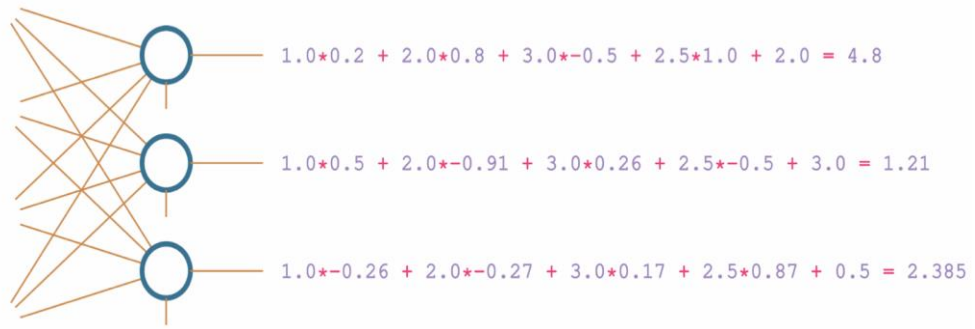 1.0*0.2 + 2.0*0.8 + 3.0*-0.5 + 2.5*1.0 + 2.0 = 4.8
1.0*0.5 + 2.0*-0.91 + 3.0*0.26 + 2.5*-0.5 + 3.0 = 1.21
1.0*-0.26 + 2.0*-0.27 + 3.0*0.17 + 2.5*0.87 + 0.5 = 2.385